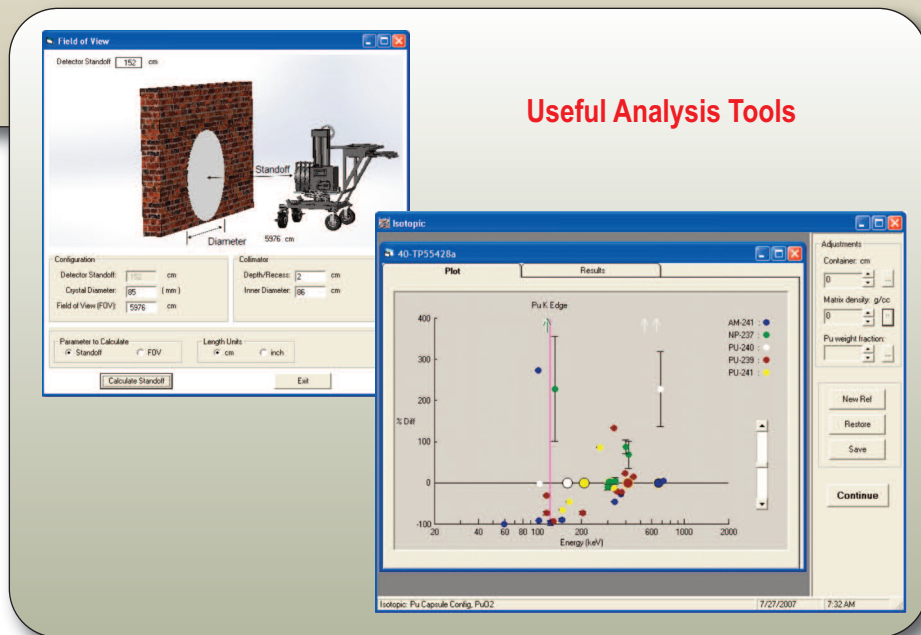 Useful Analysis Tools
Field of View
Detector Standoff 152 cm
Standoff
Diameter 5976 cm
Configuration
Detector Standoff: 152 cm
Crystal Diameter: 85 (mm)
Field of View (FOV): 5976 cm
Collimator
Depth/Recess: 2 cm
Inner Diameter: 86 cm
Parameter to Calculate
Standoff FOV
Length Units
cm inch
Calculate Standoff
Exit
Isotopic
40-TP55428a
Plot Results
Pu K Edge
400
300
200
100
0
-100
% Diff
20 40 60 80 100 200 400 600 1000 2000
Energy (keV)
AM-241 :
NP-237 :
PU-240 :
PU-239 :
PU-241 :
Adjustments
Container: cm
0
...
Matrix density: g/cc
0
Pu weight fraction:
...
New Ref
Restore
Save
Continue
Isotopic: Pu Capsule Config, PuO2 7/27/2007 7:32 AM